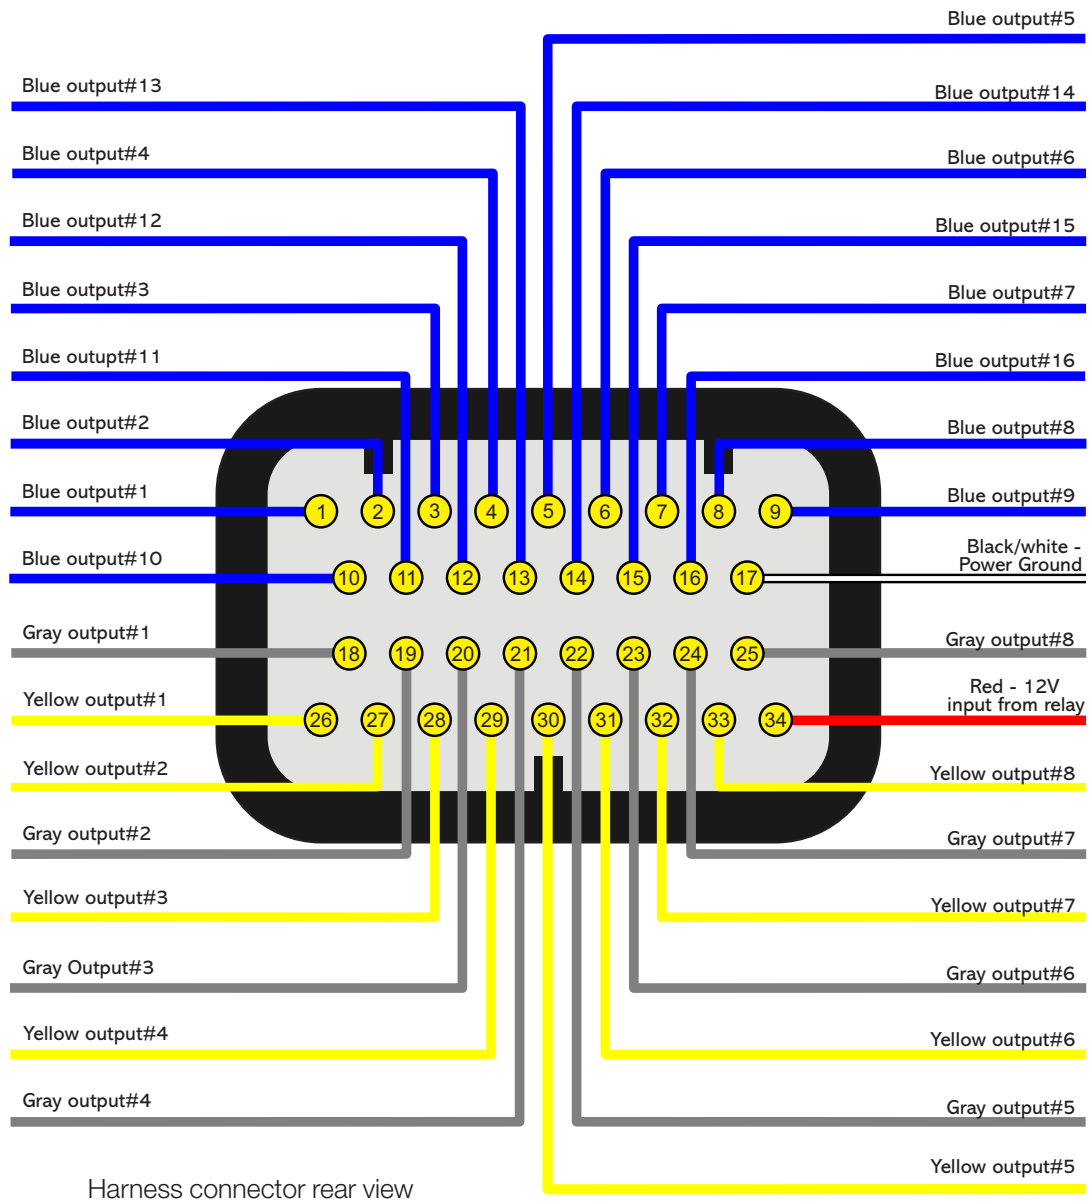 Blue output#5
Blue output#13
Blue output#14
Blue output#4
Blue output#6
Blue output#12
Blue output#15
Blue output#3
Blue output#7
Blue outupt#11
Blue output#16
Blue output#2
Blue output#8
Blue output#1
1 2 3 4 5 6 7 8 9
Blue output#9
Blue output#10
10 11 12 13 14 15 16 17
Black/white -
Power Ground
Gray output#1
18 19 20 21 22 23 24 25
Gray output#8
Yellow output#1
26 27 28 29 30 31 32 33 34
Red - 12V
input from relay
Yellow output#2
Yellow output#8
Gray output#2
Gray output#7
Yellow output#3
Yellow output#7
Gray Output#3
Gray output#6
Yellow output#4
Yellow output#6
Gray output#4
Gray output#5
Yellow output#5
Harness connector rear view